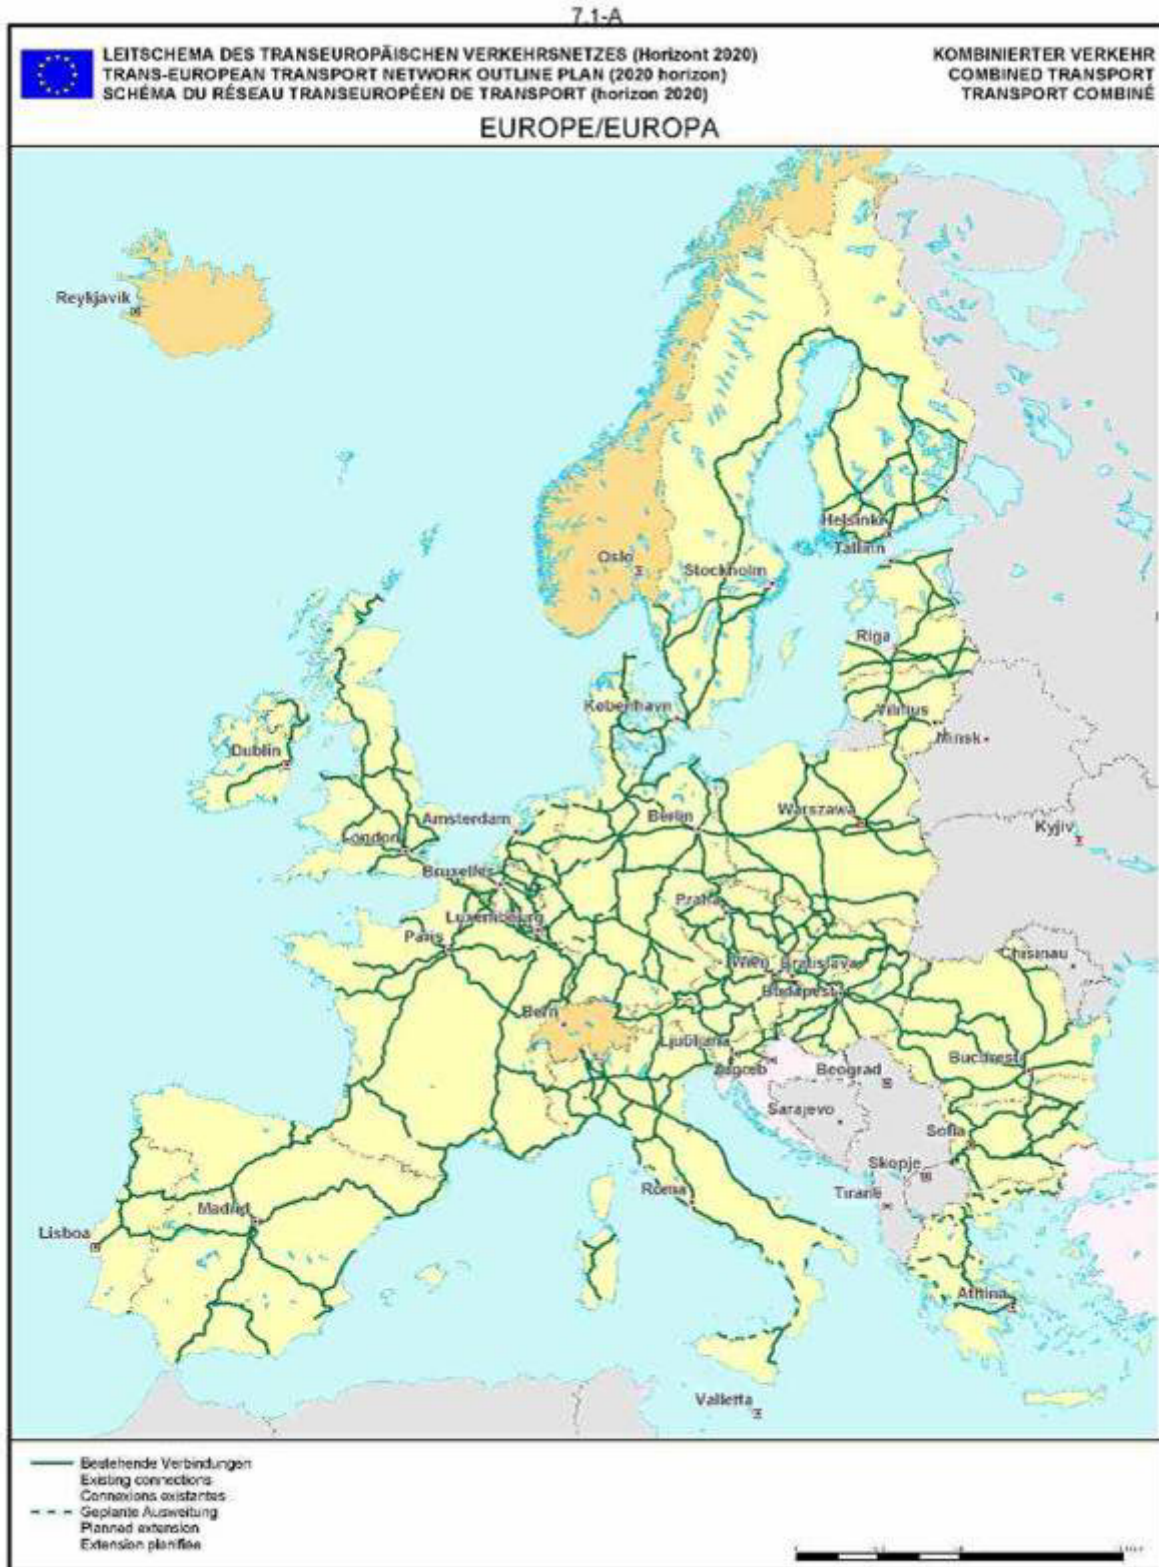 7.1-A
LEITSCHEMA DES TRANSEUROPÄISCHEN VERKEHRSNETZES (Horizont 2020)
TRANS-EUROPEAN TRANSPORT NETWORK OUTLINE PLAN (2020 horizon)
SCHÉMA DU RÉSEAU TRANSEUROPÉEN DE TRANSPORT (horizon 2020)
KOMBINIERTER VERKEHR
COMBINED TRANSPORT
TRANSPORT COMBINÉ
EUROPE/EUROPA
Reykjavik
Helsinki
Tallinn
Oslo
Stockholm
Riga
København
Vilnius
Minsk
Dublin
Amsterdam
Berlin
Warszawa
London
Kyjiv
Bruxelles
Praha
Luxembourg
Paris
Wien
Bratislava
Chisinau
Budapest
Bern
Ljubljana
Zagreb
Beograd
Bucuresti
Sarajevo
Sofia
Skopje
Roma
Tiranë
Madrid
Lisboa
Athina
Valletta
Bestehende Verbindungen
Existing connections
Connexions existantes
Geplante Ausweitung
Planned extension
Extension planifiée